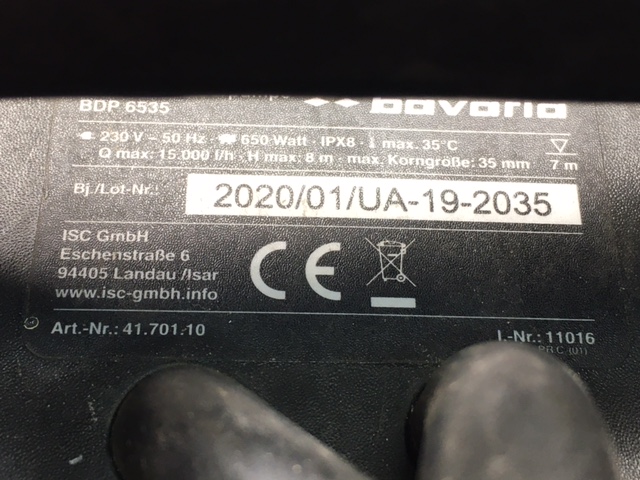 BDP 6535
bavaria
230 V ~ 50 Hz 650 Watt · IPX8 · max. 35°C
Q max: 15.000 l/h · H max: 8 m · max. Korngröße: 35 mm 7 m
Bj./Lot-Nr.: 2020/01/UA-19-2035
ISC GmbH
Eschenstraße 6
94405 Landau /Isar
www.isc-gmbh.info
CE
Art.-Nr.: 41.701.10 I.-Nr.: 11016